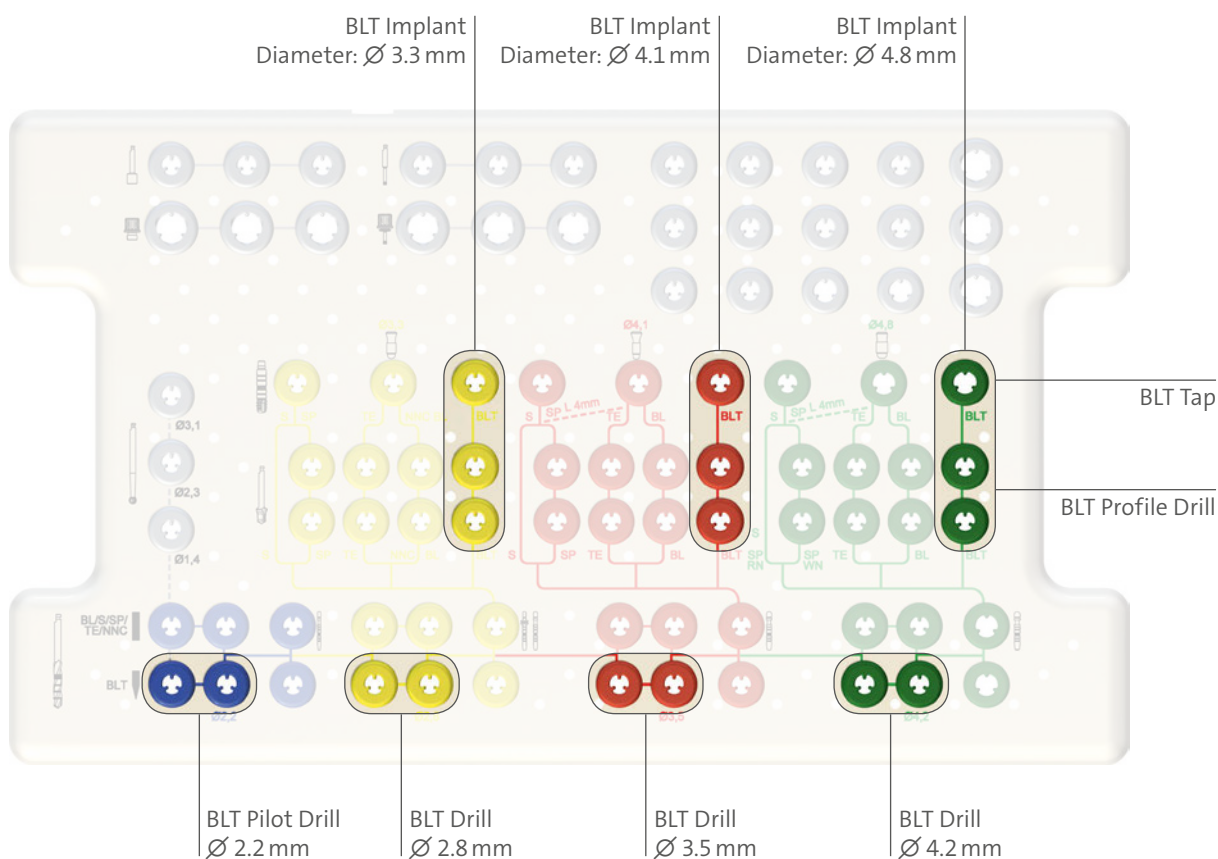 BLT Implant
Diameter: Ø 3.3 mm
BLT Implant
Diameter: Ø 4.1 mm
BLT Implant
Diameter: Ø 4.8 mm
Ø4,1
Ø4,8
BLT Tap
S
TE
BLT
S
SP
L 4mm
TE
BL
BLT
S
SP
L 4mm
TE
BL
BLT
Ø3,1
Ø2,3
BLT Profile Drill
Ø1,4
S
SP
TE
BLT
S
SP
TE
BL
BLT
S
SP
RN
SP
WN
TE
BL
BLT
BL/S/SP/
TE/NNC
BLT
Ø2,2
Ø3,5
Ø4,2
BLT Pilot Drill
Ø 2.2 mm
BLT Drill
Ø 2.8 mm
BLT Drill
Ø 3.5 mm
BLT Drill
Ø 4.2 mm